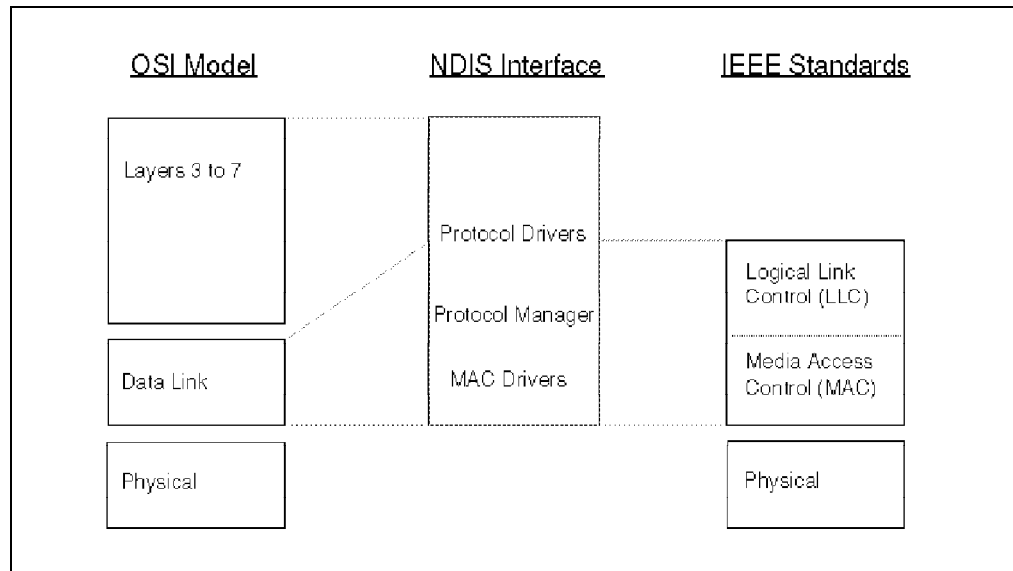 OSI Model
NDIS Interface
IEEE Standards
Layers 3 to 7
Data Link
Physical
Protocol Drivers
Protocol Manager
MAC Drivers
Logical Link
Control (LLC)
Media Access
Control (MAC)
Physical